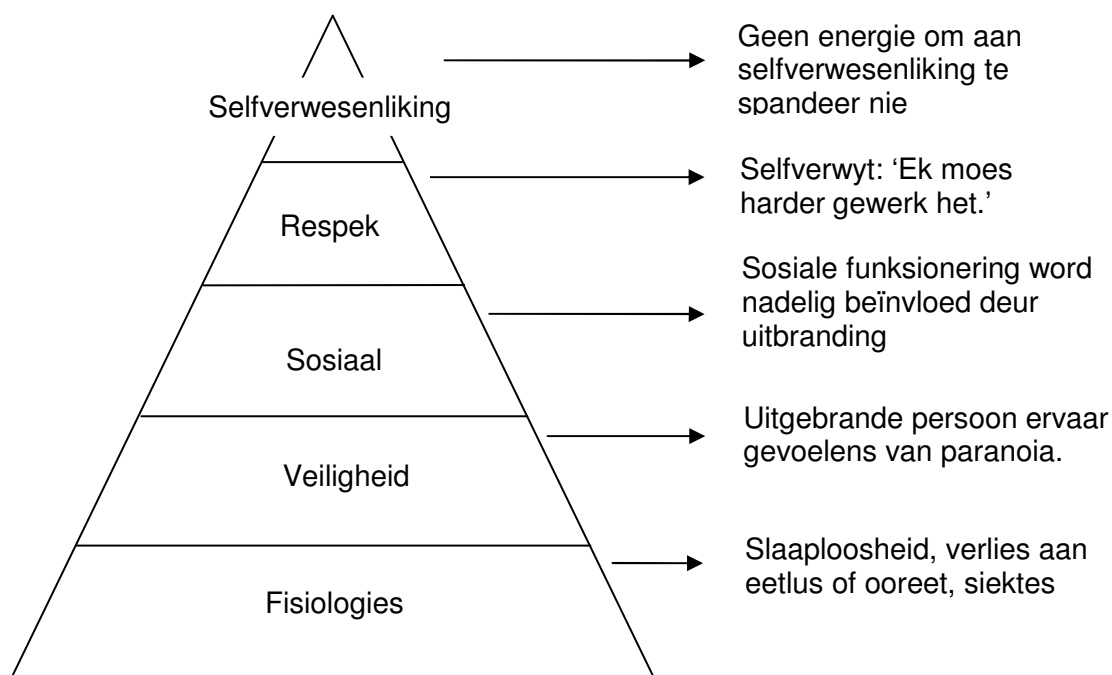 Geen energie om aan
selfverwesenliking te
spandeer nie
Selfverwesenliking
Selfverwyt: ‘Ek moes
harder gewerk het.’
Respek
Sosiale funksionering word
nadelig beïnvloed deur
uitbranding
Sosiaal
Uitgebrande persoon ervaar
gevoelens van paranoia.
Veiligheid
Slaaploosheid, verlies aan
eetlus of ooreet, siektes
Fisiologies